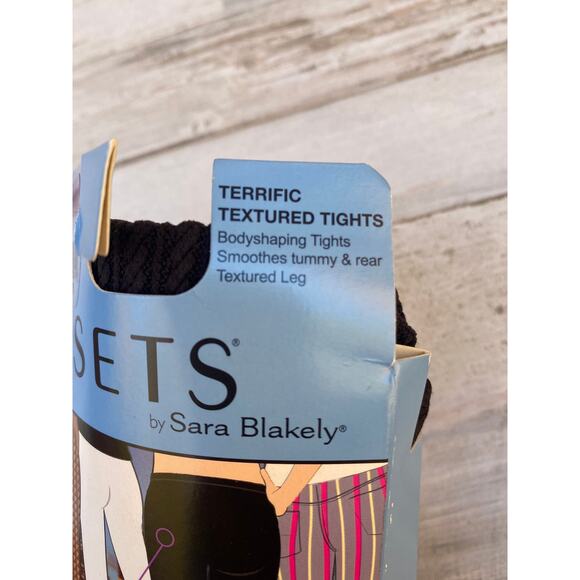 TERRIFIC
TEXTURED TIGHTS
Bodyshaping Tights
Smoothes tummy & rear
Textured Leg
SETS®
by Sara Blakely®